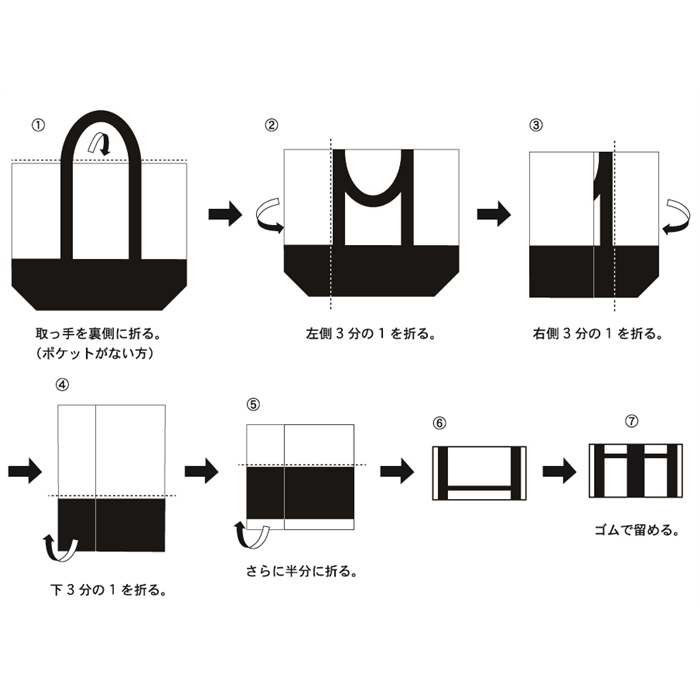 ①
取っ手を裏側に折る。
（ポケットがない方）
②
左側３分の１を折る。
③
右側３分の１を折る。
④
下３分の１を折る。
⑤
さらに半分に折る。
⑥
⑦
ゴムで留める。